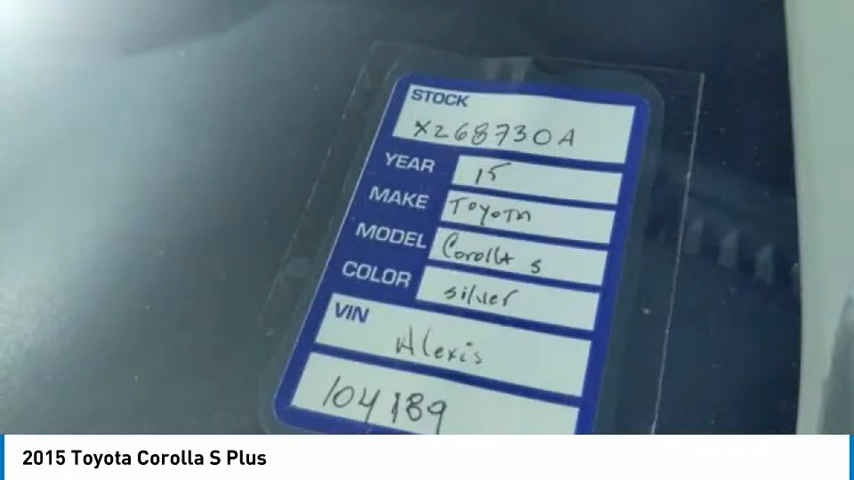 STOCK
X268730A
YEAR 15
MAKE Toyota
MODEL Corolla S
COLOR silver
VIN
Alexis
104189
2015 Toyota Corolla S Plus